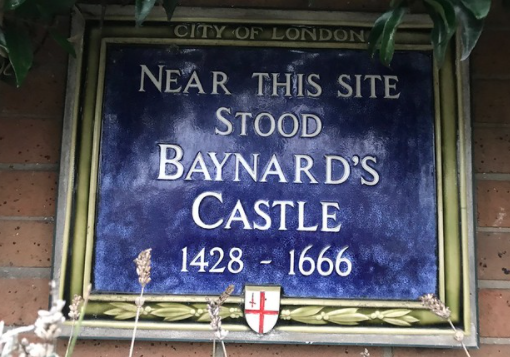 CITY OF LONDON
NEAR THIS SITE
STOOD
BAYNARD'S
CASTLE
1428 - 1666